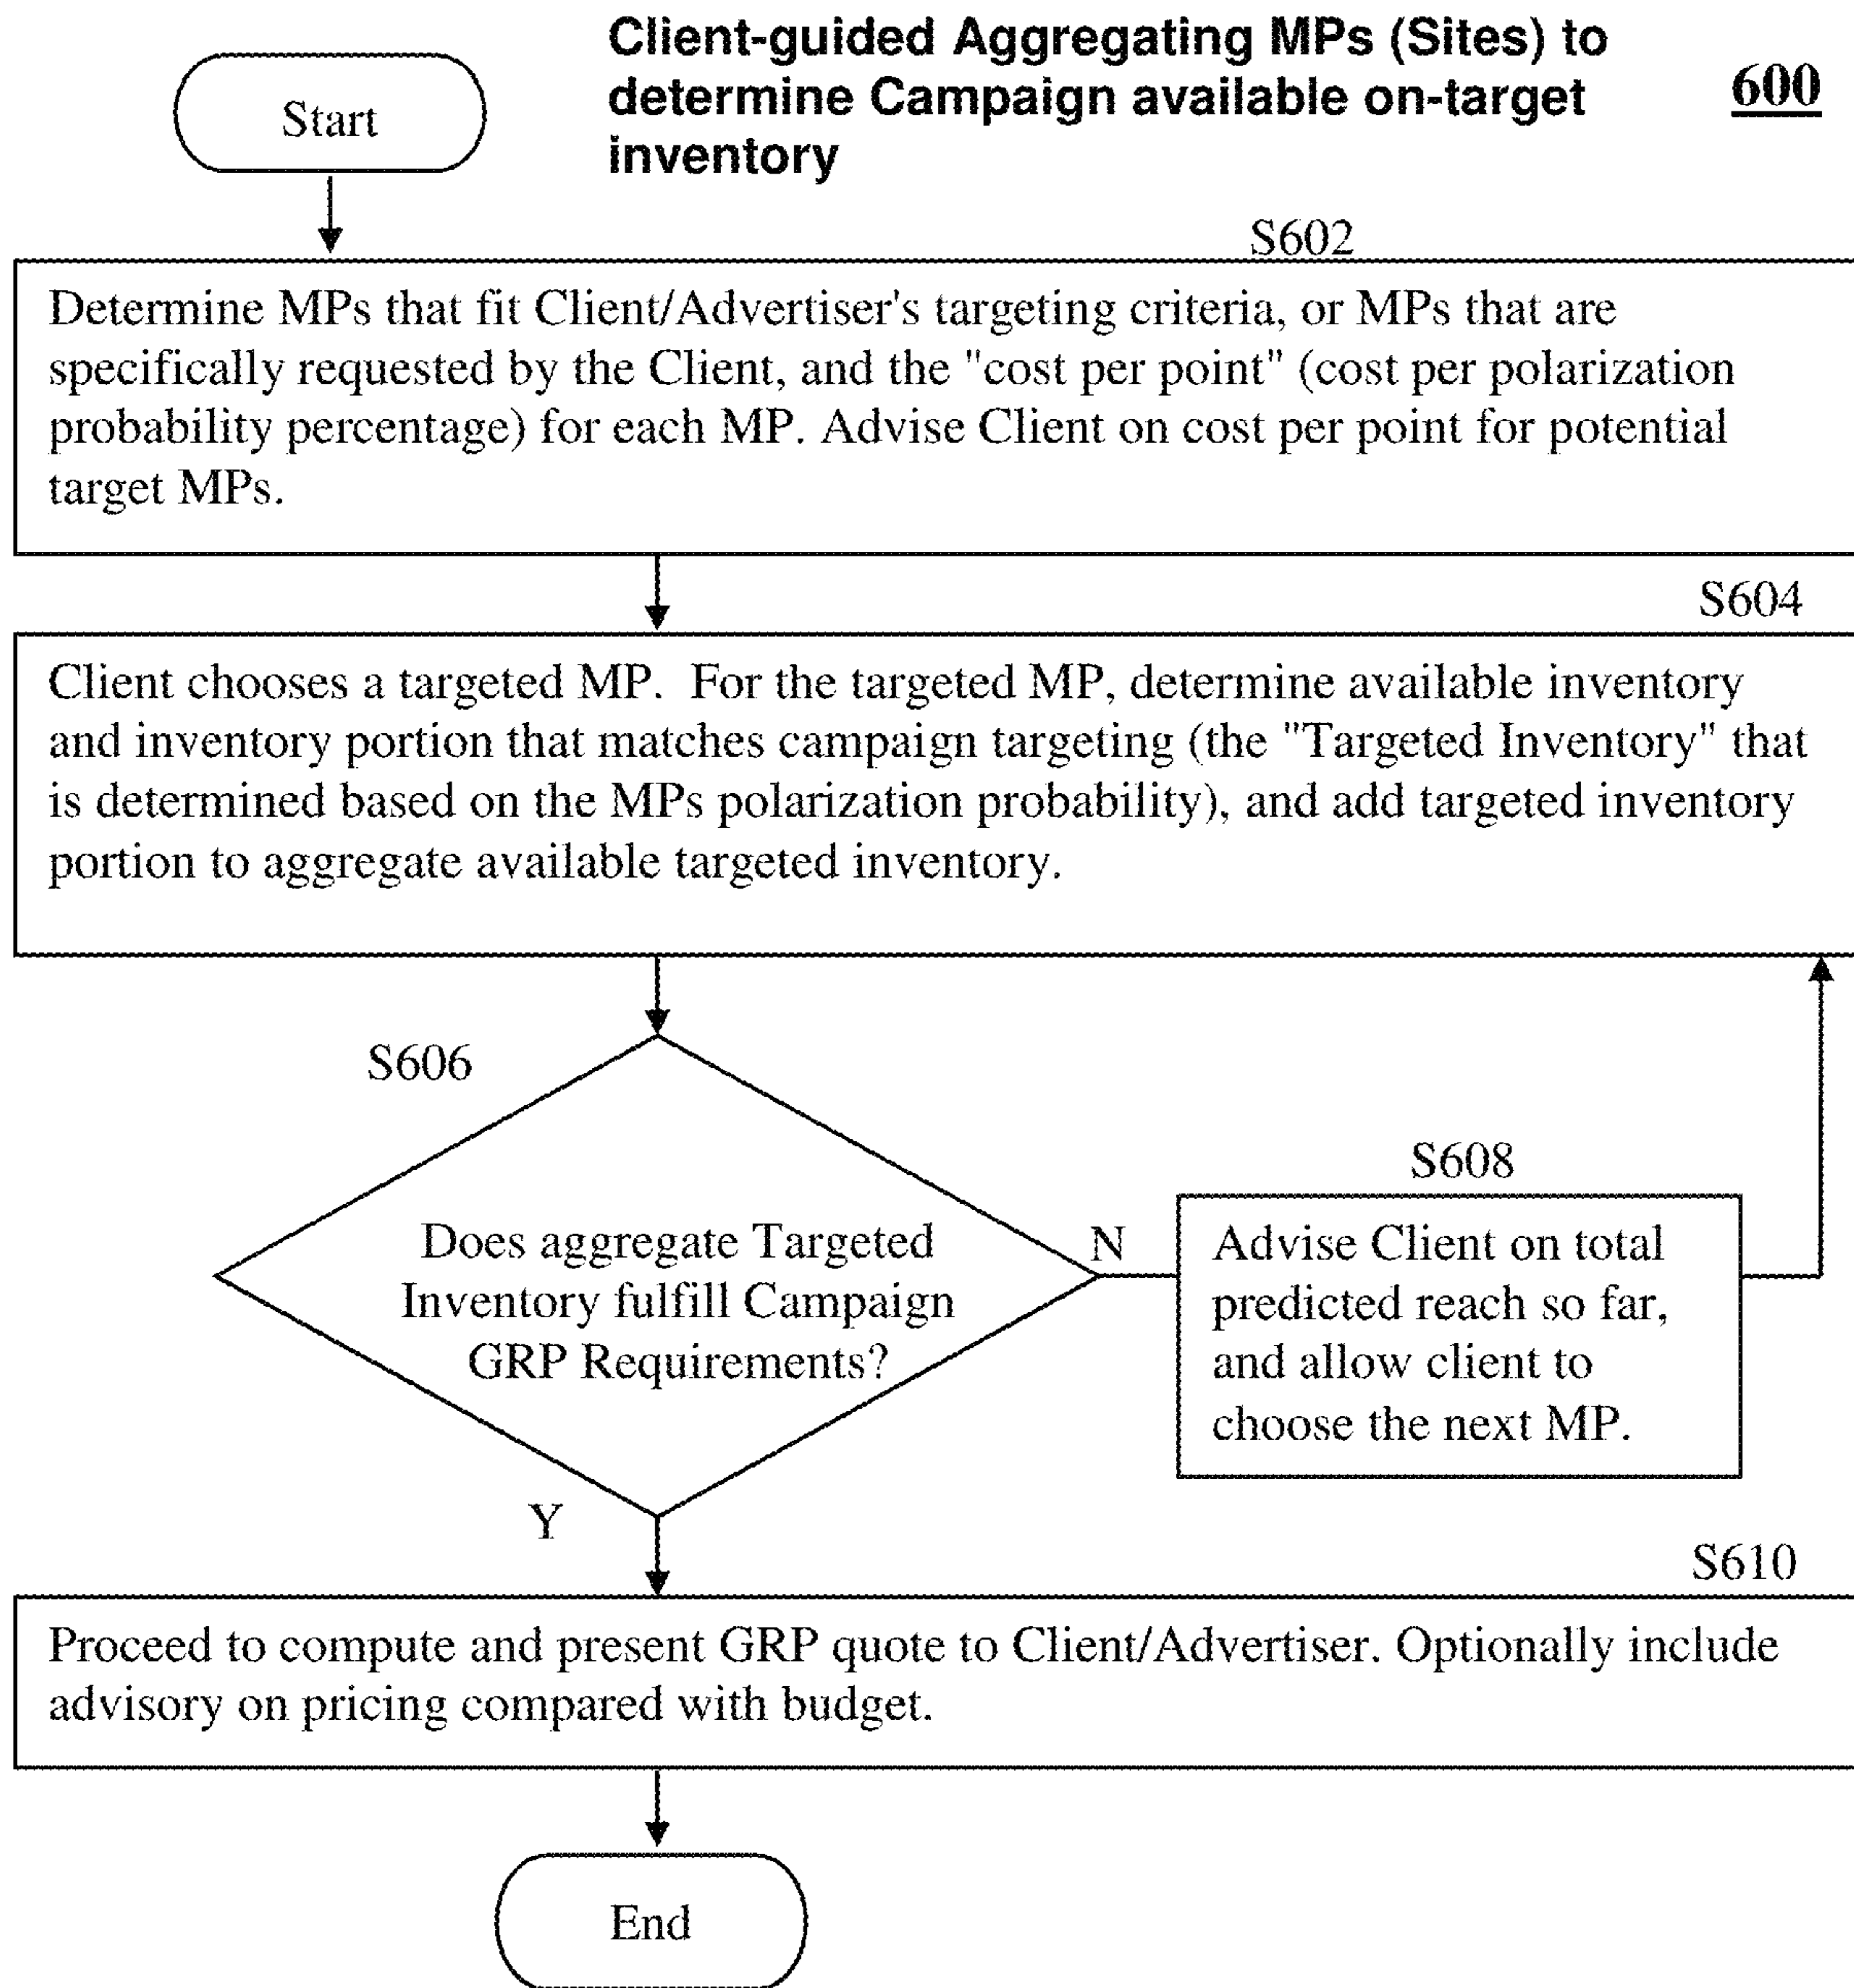 Client-guided Aggregating MPs (Sites) to
determine Campaign available on-target
inventory
600
Start
S602
Determine MPs that fit Client/Advertiser's targeting criteria, or MPs that are
specifically requested by the Client, and the "cost per point" (cost per polarization
probability percentage) for each MP. Advise Client on cost per point for potential
target MPs.
S604
Client chooses a targeted MP.  For the targeted MP, determine available inventory
and inventory portion that matches campaign targeting (the "Targeted Inventory" that
is determined based on the MPs polarization probability), and add targeted inventory
portion to aggregate available targeted inventory.
S606
Does aggregate Targeted
Inventory fulfill Campaign
GRP Requirements?
N
S608
Advise Client on total
predicted reach so far,
and allow client to
choose the next MP.
Y
S610
Proceed to compute and present GRP quote to Client/Advertiser. Optionally include
advisory on pricing compared with budget.
End